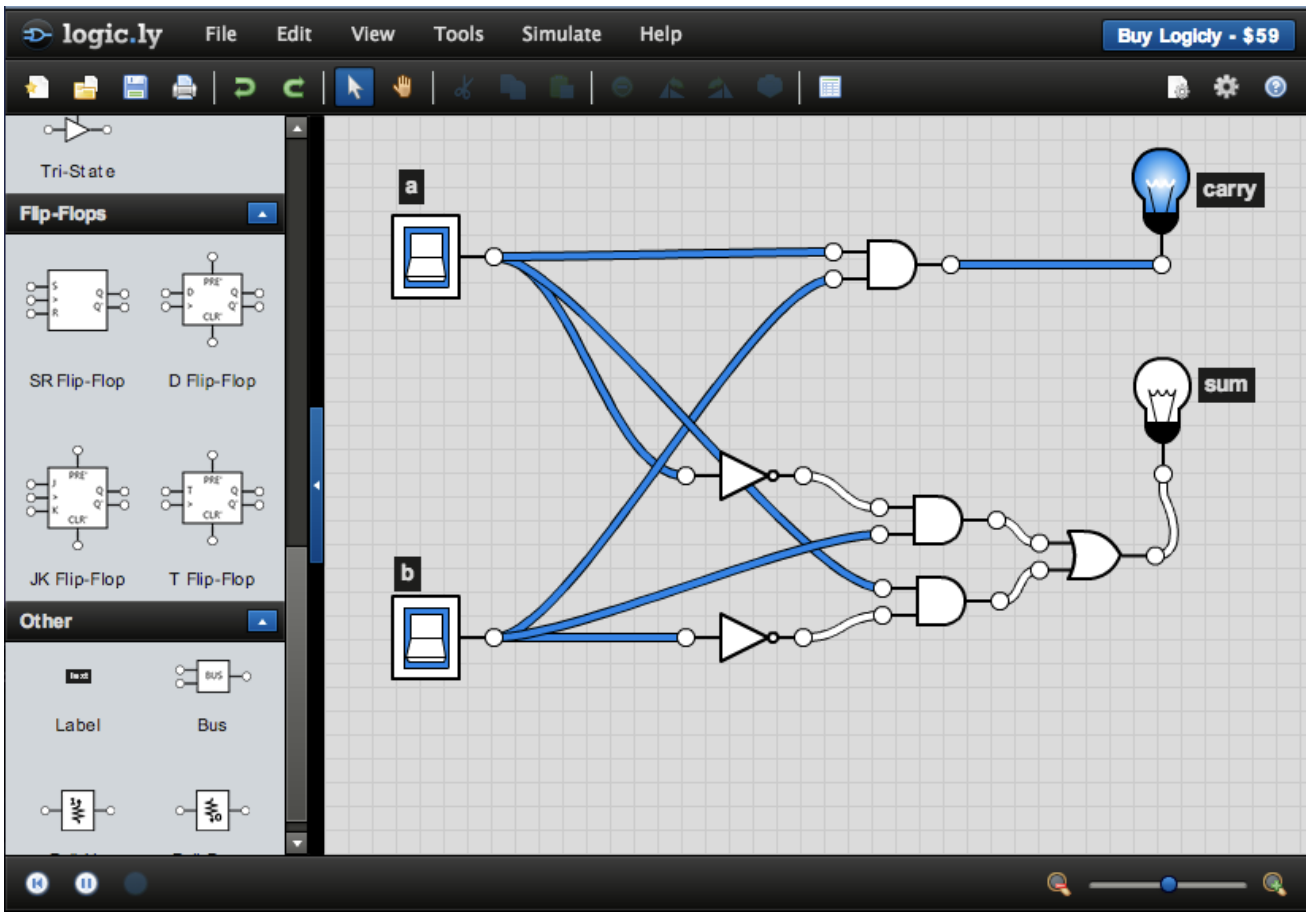 logic.ly File Edit View Tools Simulate Help Buy Logicly - $59
Tri-State
a
carry
Flip-Flops
S
>
R
Q
Q'
PRE'
D
>
Q
Q'
CLR'
SR Flip-Flop D Flip-Flop
sum
PRE'
J
>
K
Q
Q'
CLR'
PRE'
T
>
Q
Q'
CLR'
JK Flip-Flop T Flip-Flop
b
Other
Text
BUS
Label Bus
1
0